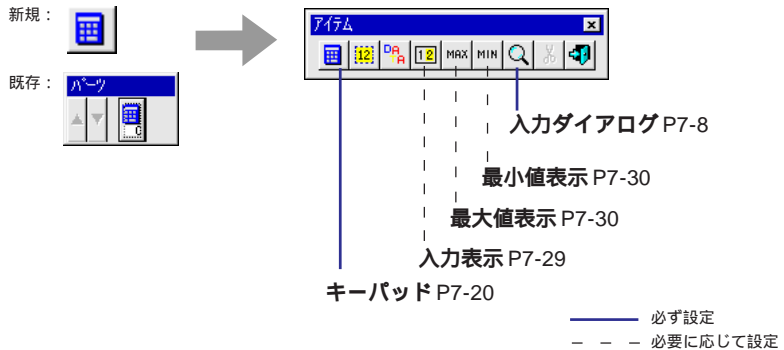 新規：
既存：
パーツ
0
アイテム
12
D A A A
12
MAX
MIN
入力ダイアログ P7-8
最小値表示 P7-30
最大値表示 P7-30
入力表示 P7-29
キーパッド P7-20
必ず設定
必要に応じて設定